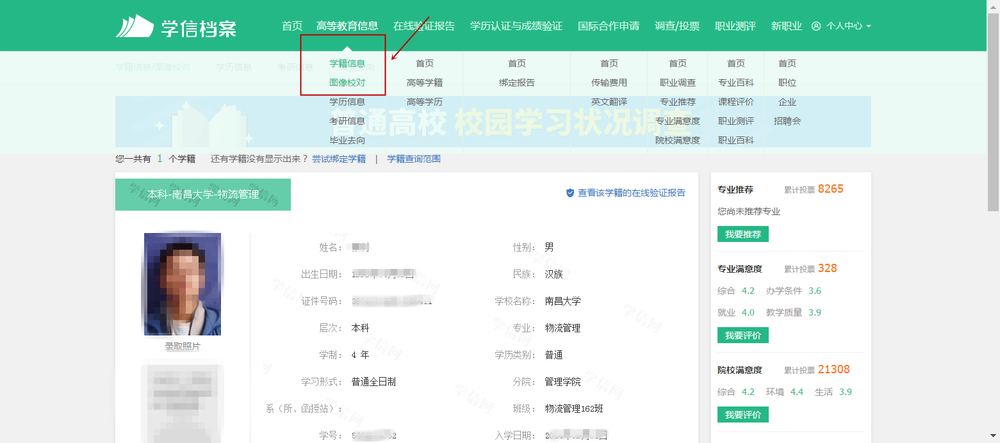 学信档案
首页 高等教育信息 在线验证报告 学历认证与成绩验证 国际合作申请 调查/投票 职业测评 新职业 个人中心
学籍信息/图像校对 学历信息 考研信息
学籍信息 首页 首页 首页 首页 首页 首页
图像校对 高等学籍 绑定报告 传输费用 职业调查 专业百科 职位
学历信息 高等学历 英文翻译 专业推荐 课程评价 企业
考研信息 专业满意度 职业测评 招聘会
毕业去向 院校满意度 职业百科
普通高校 校园学习状况调查
您一共有 1 个学籍 还有学籍没有显示出来？ 尝试绑定学籍 | 学籍查询范围
本科-南昌大学-物流管理
查看该学籍的在线验证报告
录取照片
姓名： 性别： 男
出生日期： 民族： 汉族
证件号码： 学校名称： 南昌大学
层次： 本科 专业： 物流管理
学制： 4 年 学历类别： 普通
学习形式： 普通全日制 分院： 管理学院
系（所、函授站）： 班级： 物流管理162班
学号： 入学日期：
专业推荐 累计投票 8265
您尚未推荐专业
我要推荐
专业满意度 累计投票 328
综合 4.2 办学条件 3.6
就业 4.0 教学质量 3.9
我要评价
院校满意度 累计投票 21308
综合 4.2 环境 4.4 生活 3.9
我要评价